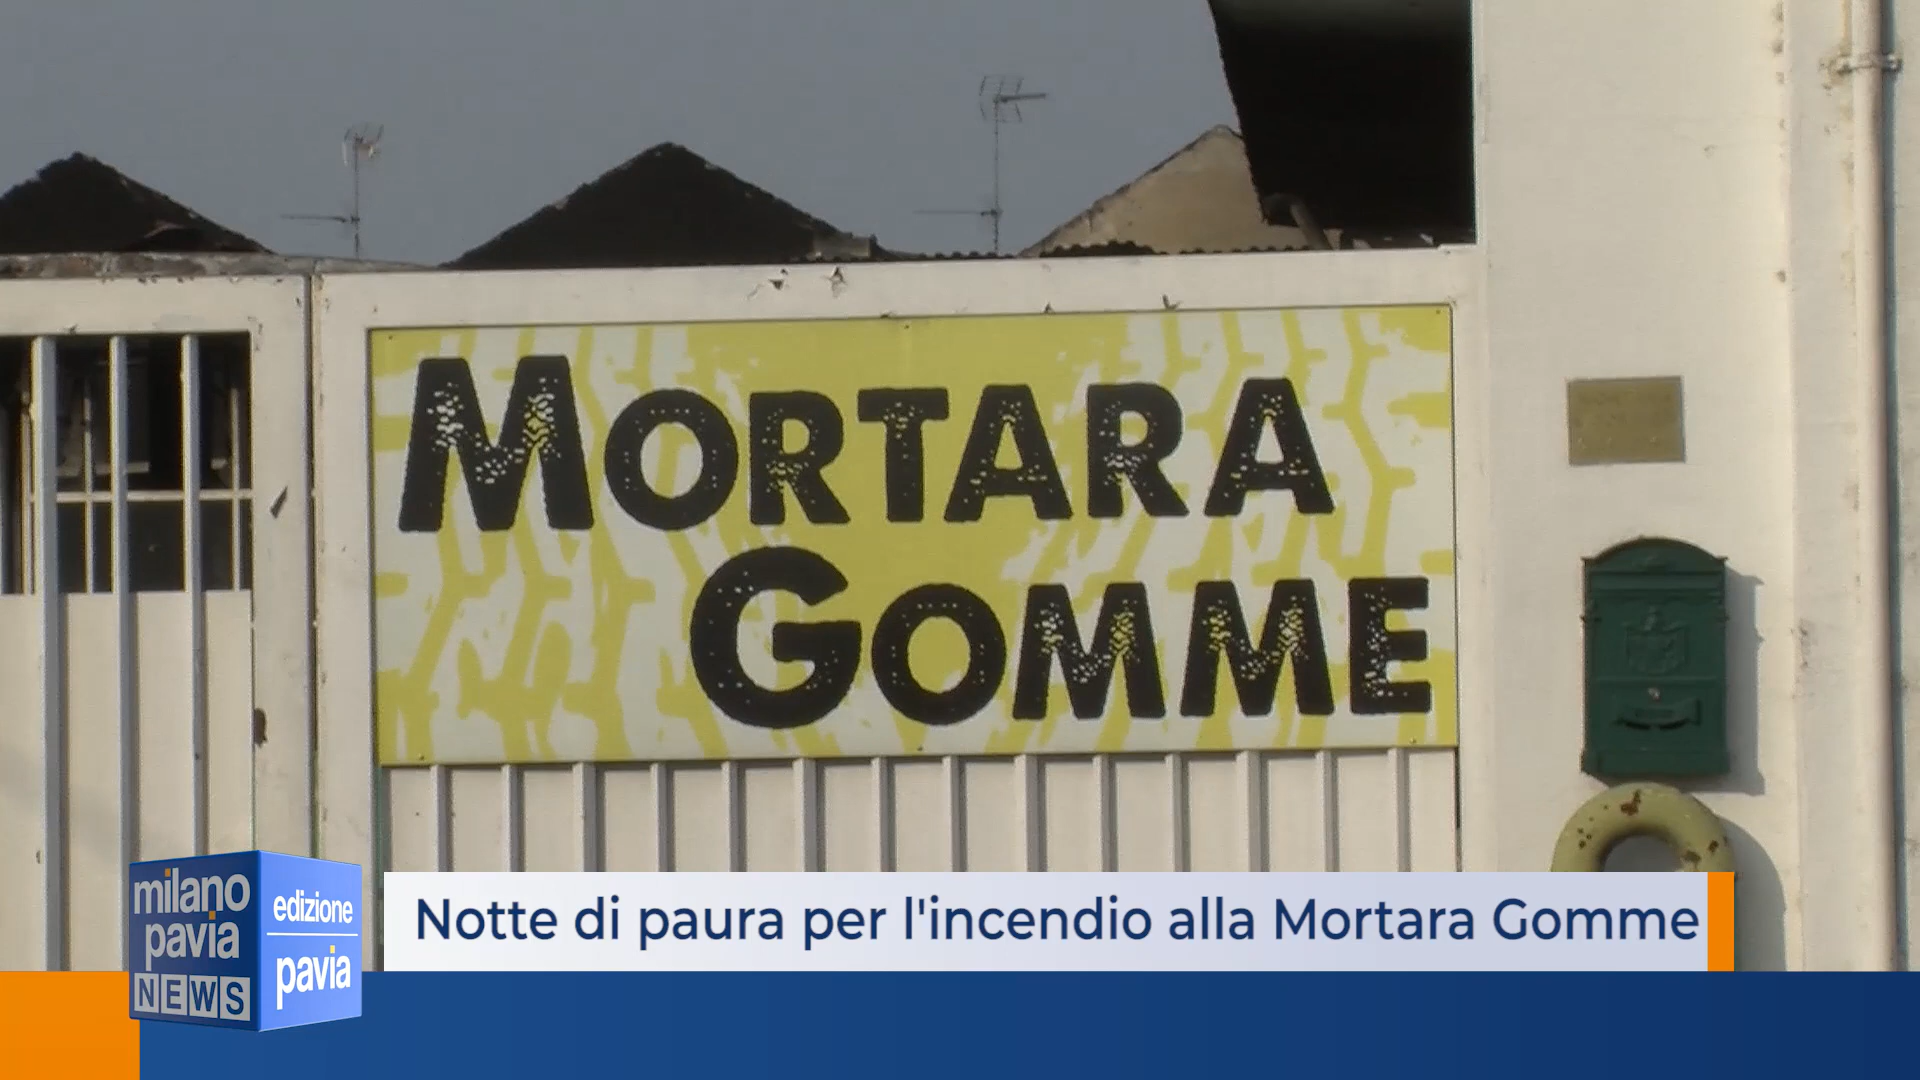 MORTARA
GOMME
Notte di paura per l'incendio alla Mortara Gomme
milano
pavia
NEWS
edizione
pavia